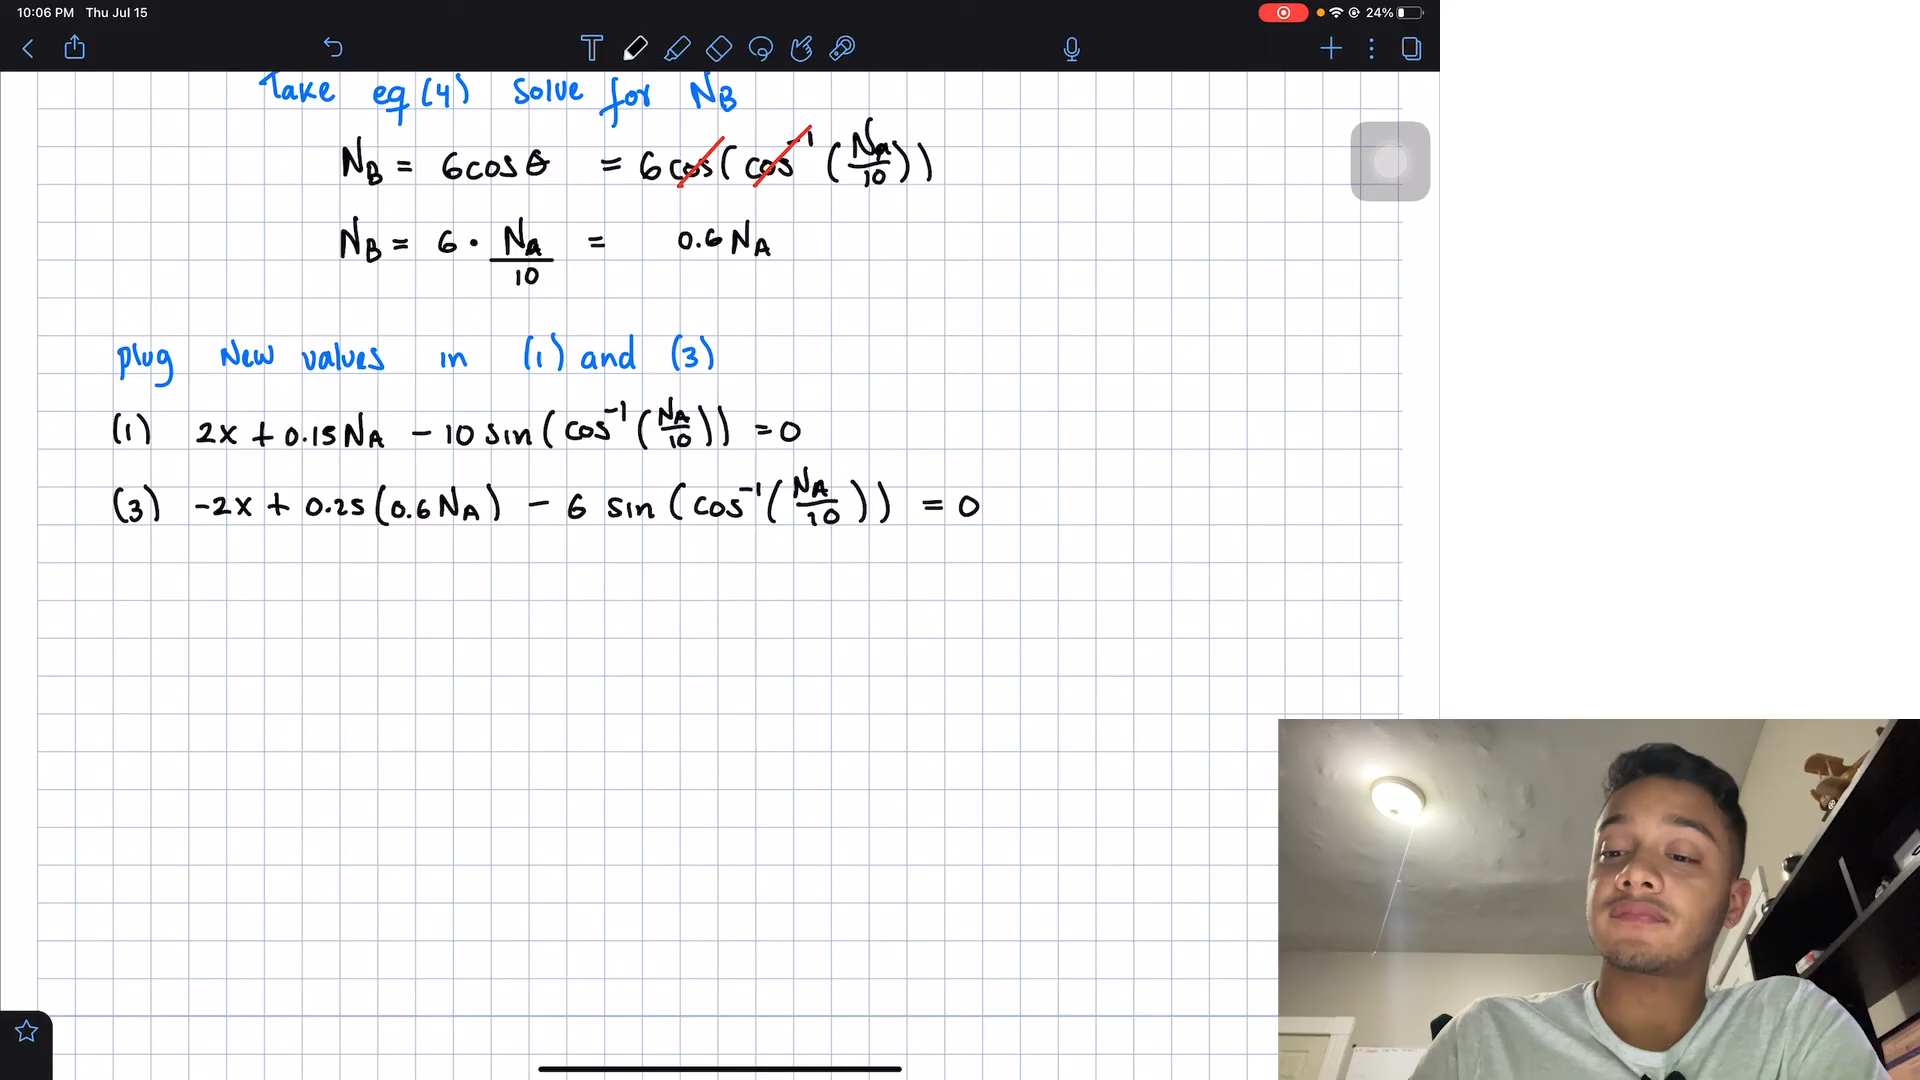 10:06 PM Thu Jul 15 24%
Take eq (4) solve for N_B
N_B = 6cosθ = 6cos(cos⁻¹(N_A/10))
N_B = 6 · N_A/10 = 0.6 N_A
plug New values in (1) and (3)
(1) 2x + 0.15 N_A - 10 sin(cos⁻¹(N_A/10)) = 0
(3) -2x + 0.25(0.6 N_A) - 6 sin(cos⁻¹(N_A/10)) = 0